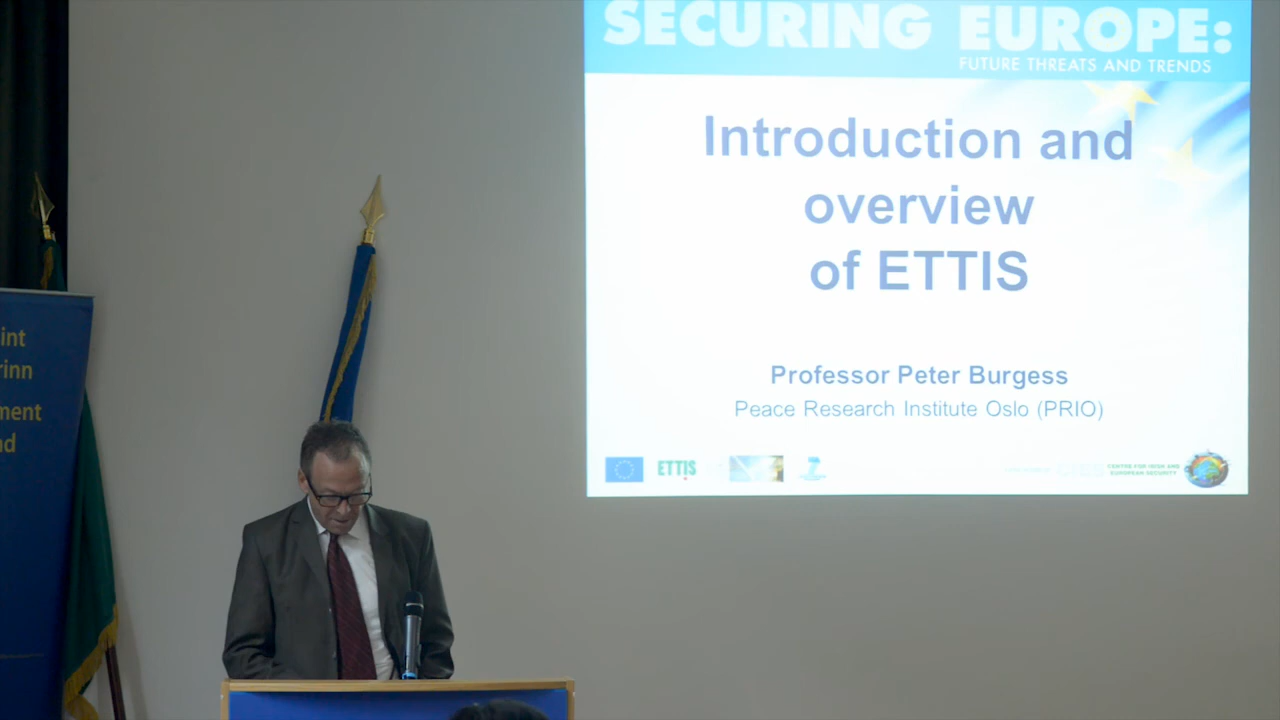 SECURING EUROPE:
FUTURE THREATS AND TRENDS
Introduction and
overview
of ETTIS
Professor Peter Burgess
Peace Research Institute Oslo (PRIO)
ETTIS
CENTRE FOR IRISH AND
EUROPEAN SECURITY
int
rinn
ment
nd